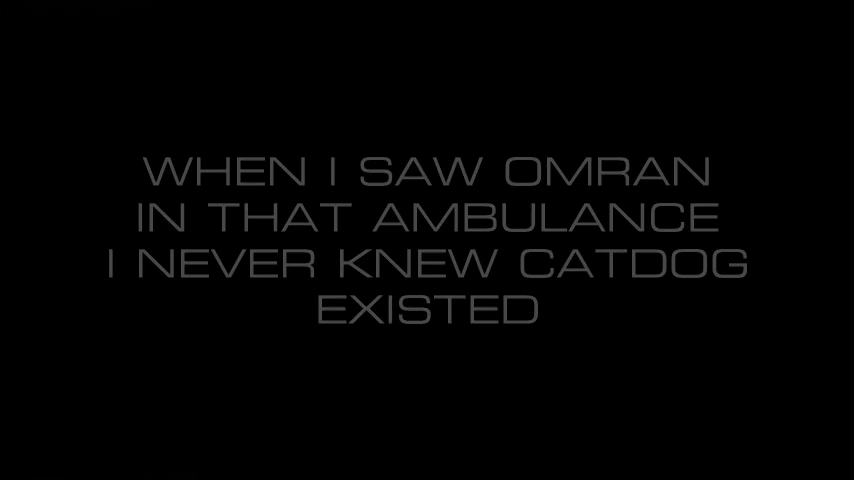 WHEN I SAW OMRAN
IN THAT AMBULANCE
I NEVER KNEW CATDOG
EXISTED